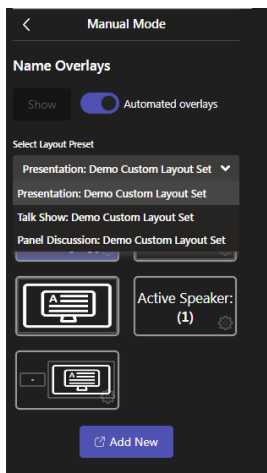 Manual Mode
Name Overlays
Show
Automated overlays
Select Layout Preset
Presentation: Demo Custom Layout Set
Presentation: Demo Custom Layout Set
Talk Show: Demo Custom Layout Set
Panel Discussion: Demo Custom Layout Set
A
Active Speaker:
(1)
A
Add New